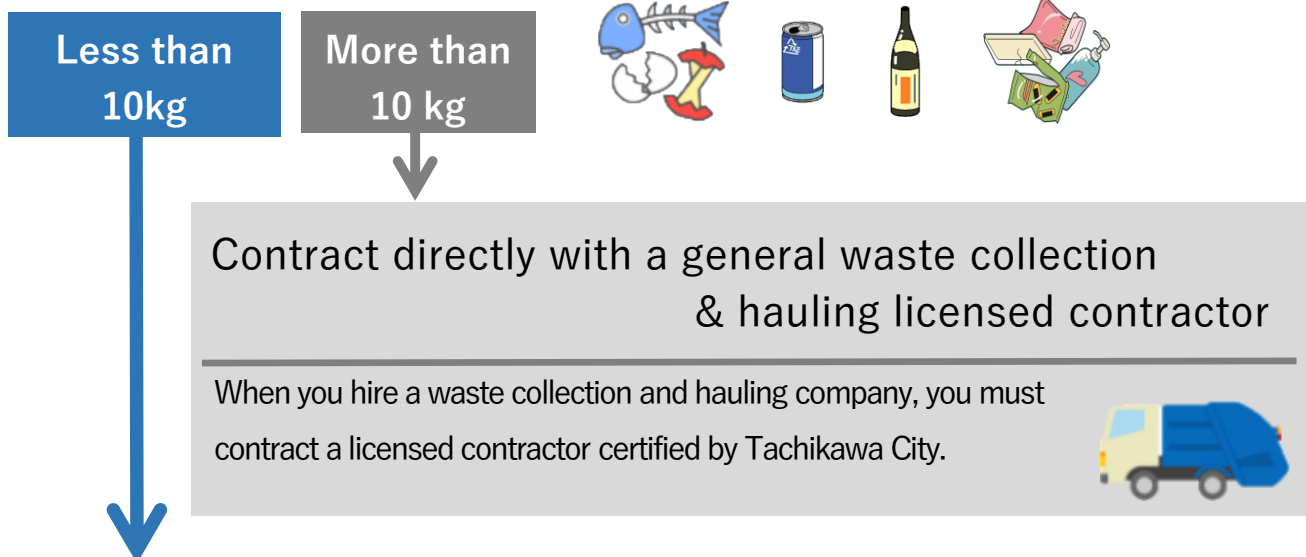 Less than
10kg
More than
10 kg
Contract directly with a general waste collection
& hauling licensed contractor
When you hire a waste collection and hauling company, you must
contract a licensed contractor certified by Tachikawa City.